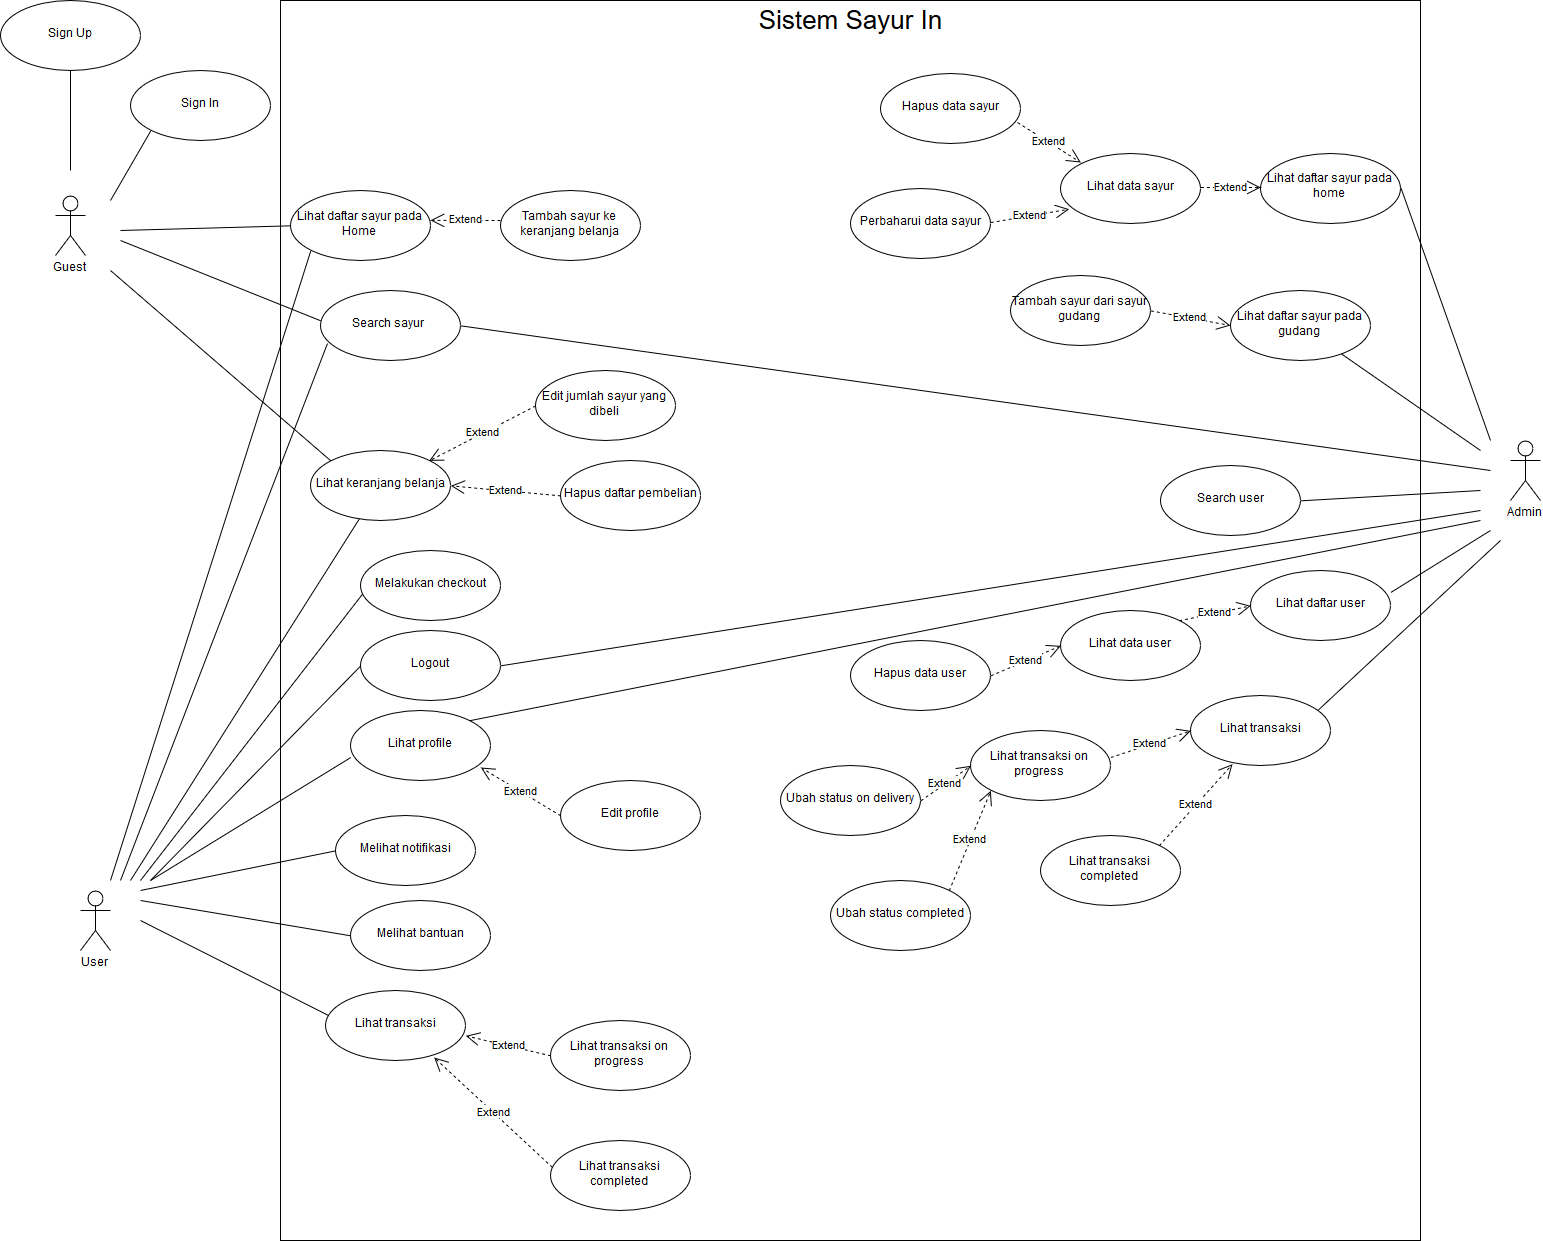 Sistem Sayur In
Sign Up
Sign In
Guest
Lihat daftar sayur pada
Home
Extend
Tambah sayur ke
keranjang belanja
Search sayur
Edit jumlah sayur yang
dibeli
Extend
Lihat keranjang belanja
Extend
Hapus daftar pembelian
Melakukan checkout
Logout
Lihat profile
Extend
Edit profile
Melihat notifikasi
Melihat bantuan
User
Lihat transaksi
Extend
Lihat transaksi on
progress
Extend
Lihat transaksi
completed
Hapus data sayur
Extend
Lihat data sayur
Extend
Lihat daftar sayur pada
home
Perbaharui data sayur
Extend
Tambah sayur dari sayur
gudang
Extend
Lihat daftar sayur pada
gudang
Search user
Admin
Lihat daftar user
Extend
Lihat data user
Extend
Hapus data user
Lihat transaksi
Extend
Lihat transaksi on
progress
Extend
Ubah status on delivery
Extend
Ubah status completed
Extend
Lihat transaksi
completed